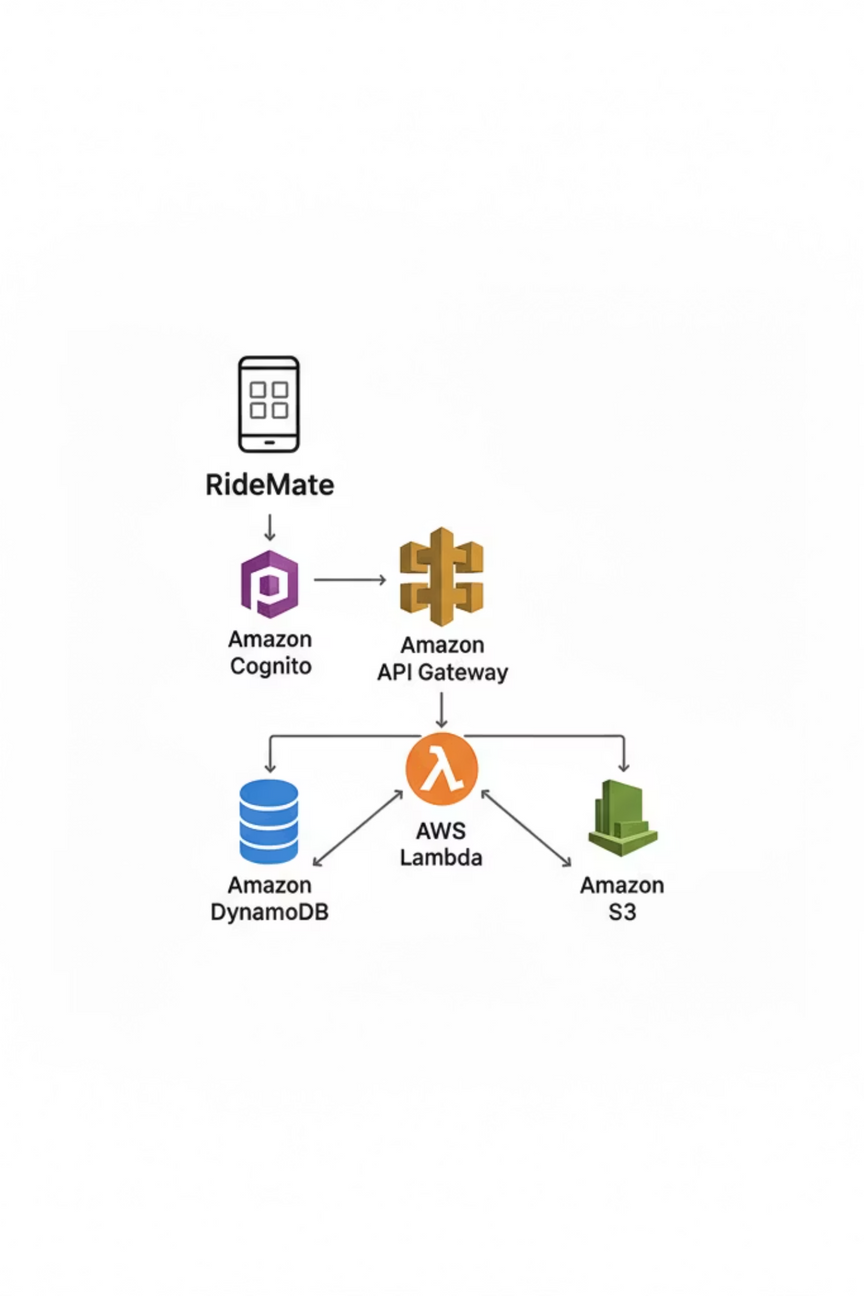 RideMate
Amazon
Cognito
Amazon
API Gateway
AWS
Lambda
Amazon
DynamoDB
Amazon
S3